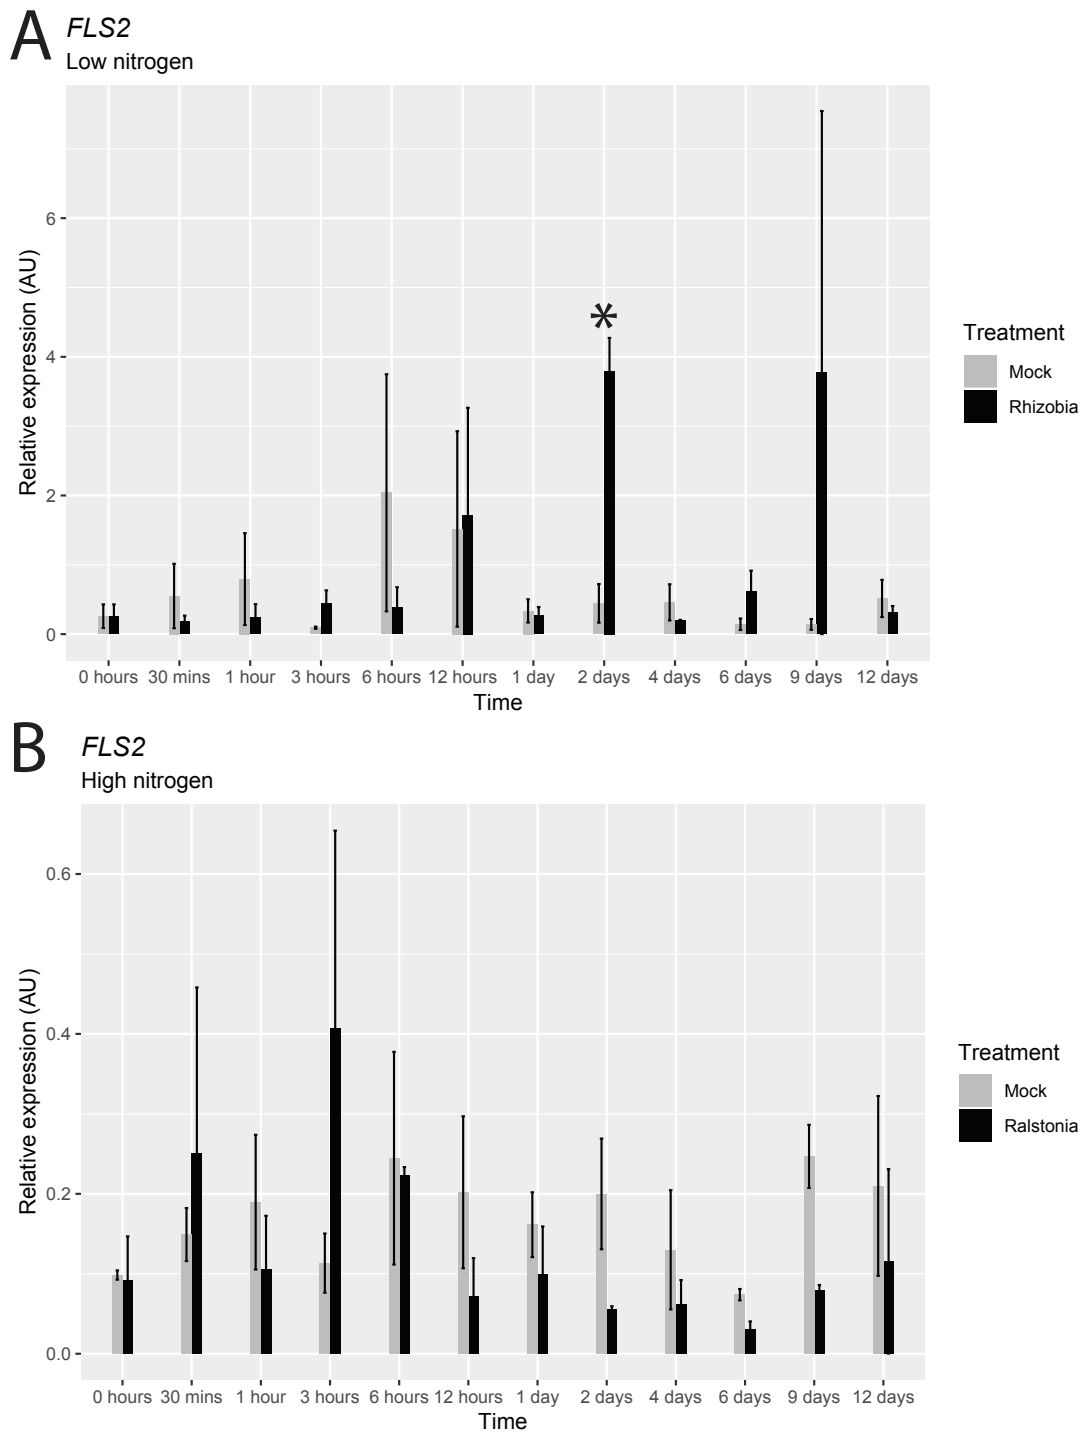 A
FLS2
Low nitrogen
Relative expression (AU)
6
4
2
0
*
0 hours 30 mins 1 hour 3 hours 6 hours 12 hours 1 day 2 days 4 days 6 days 9 days 12 days
Time
Treatment
Mock
Rhizobia
B
FLS2
High nitrogen
Relative expression (AU)
0.6
0.4
0.2
0.0
0 hours 30 mins 1 hour 3 hours 6 hours 12 hours 1 day 2 days 4 days 6 days 9 days 12 days
Time
Treatment
Mock
Ralstonia